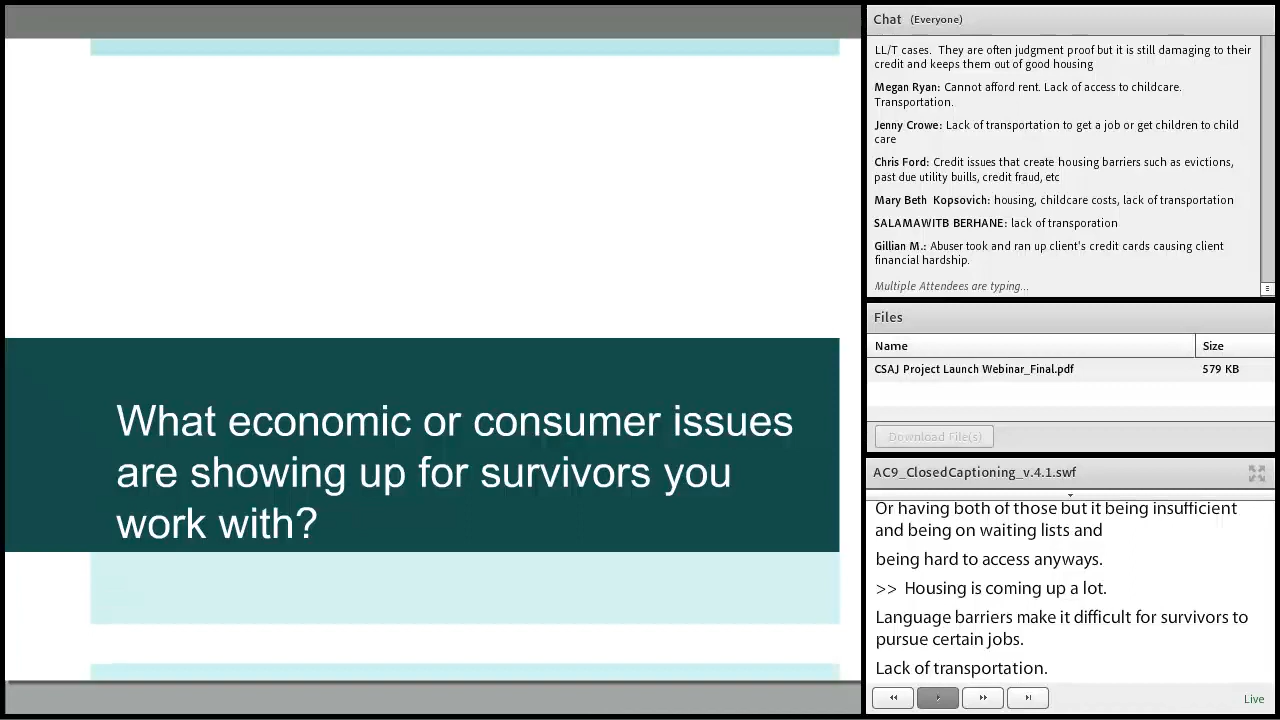 What economic or consumer issues
are showing up for survivors you
work with?
Chat (Everyone)
LL/T cases. They are often judgment proof but it is still damaging to their
credit and keeps them out of good housing
Megan Ryan: Cannot afford rent. Lack of access to childcare.
Transportation.
Jenny Crowe: Lack of transportation to get a job or get children to child
care
Chris Ford: Credit issues that create housing barriers such as evictions,
past due utility buills, credit fraud, etc
Mary Beth Kopsovich: housing, childcare costs, lack of transportation
SALAMAWITB BERHANE: lack of transporation
Gillian M.: Abuser took and ran up client's credit cards causing client
financial hardship.
Multiple Attendees are typing...
Files
Name Size
CSAJ Project Launch Webinar_Final.pdf 579 KB
Download File(s)
AC9_ClosedCaptioning_v.4.1.swf
Or having both of those but it being insufficient
and being on waiting lists and
being hard to access anyways.
>> Housing is coming up a lot.
Language barriers make it difficult for survivors to
pursue certain jobs.
Lack of transportation.
Live